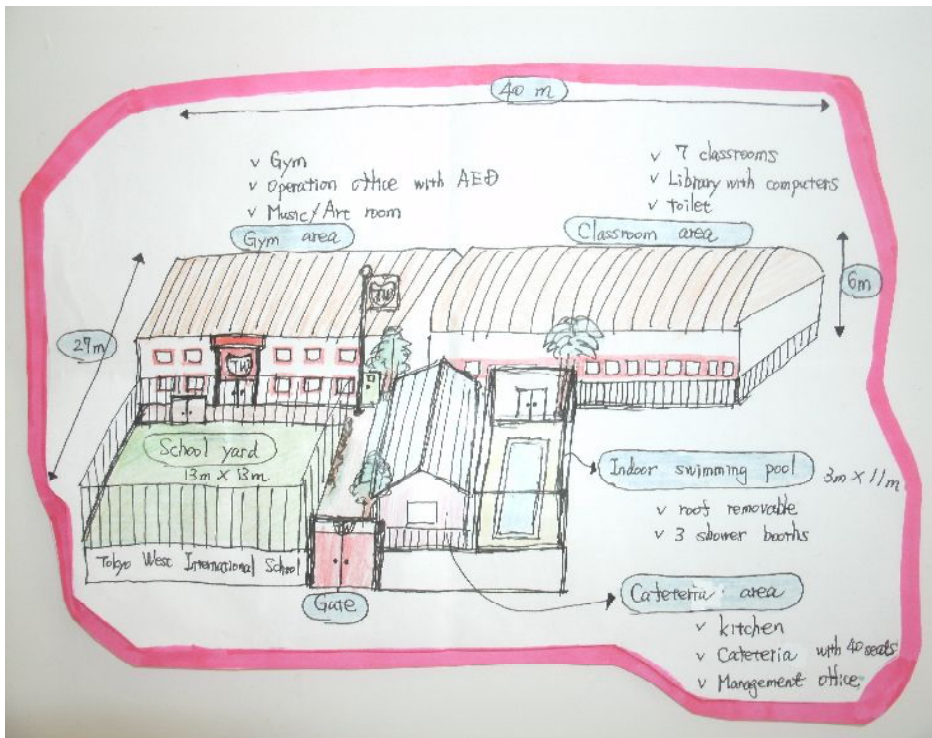 40 m
v Gym
v Operation office with AED
v Music/Art room
Gym area
v 7 classrooms
v Library with computers
v toilet
Classroom area
6m
27m
TW
TW
School yard
13m X 13m
Indoor swimming pool
3m X 11m
v roof removable
v 3 shower booths
TW
Tokyo West International School
Gate
Cafeteria area
v kitchen
v Cafeteria with 40 seats
v Management office